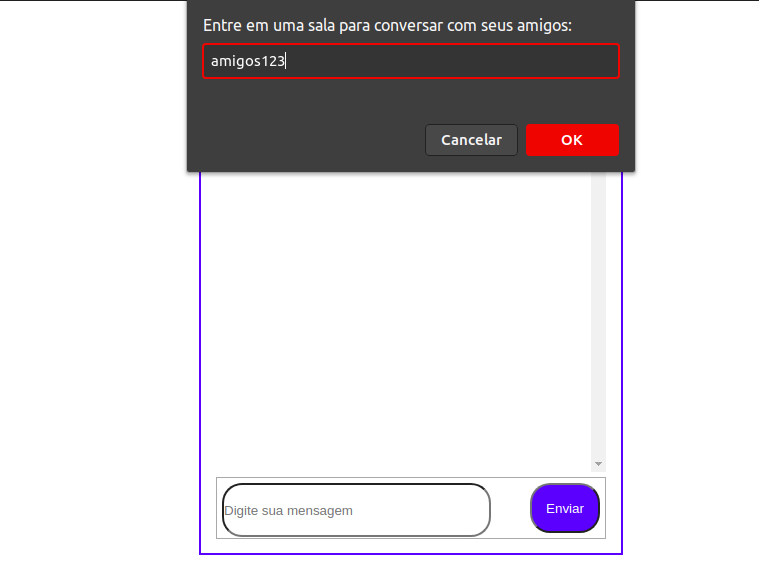 Entre em uma sala para conversar com seus amigos:
amigos123
Cancelar
OK
Digite sua mensagem
Enviar